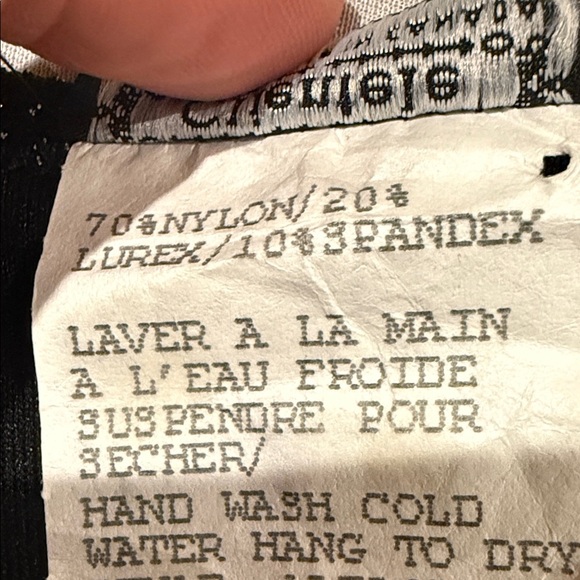 70%NYLON/20%
LUREX/10%SPANDEX
LAVER A LA MAIN
A L'EAU FROIDE
SUSPENDRE POUR
SECHER/
HAND WASH COLD
WATER HANG TO DRY